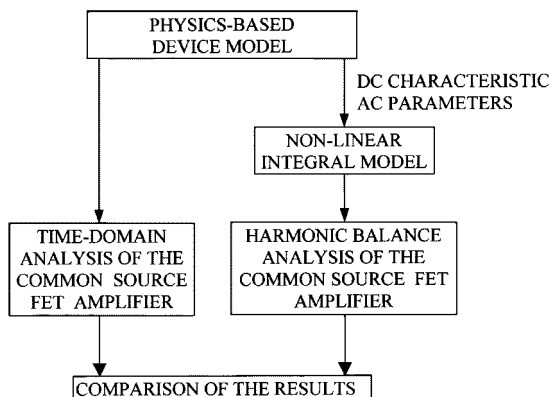 PHYSICS-BASED
DEVICE MODEL
DC CHARACTERISTIC
AC PARAMETERS
NON-LINEAR
INTEGRAL MODEL
TIME-DOMAIN
ANALYSIS OF THE
COMMON SOURCE
FET AMPLIFIER
HARMONIC BALANCE
ANALYSIS OF THE
COMMON SOURCE FET
AMPLIFIER
COMPARISON OF THE RESULTS